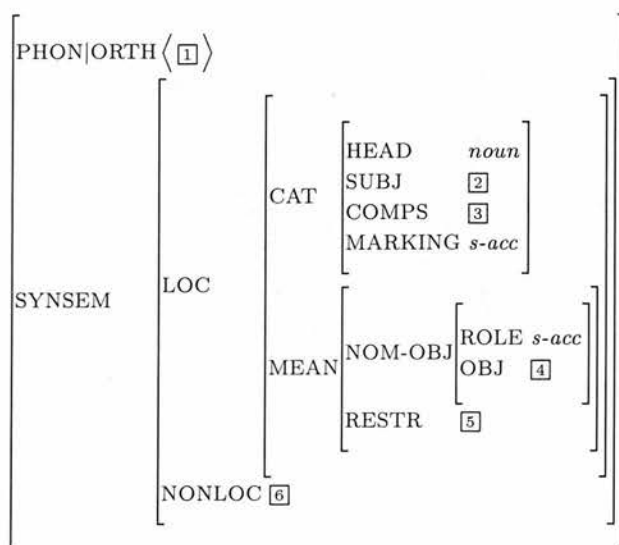 PHON|ORTH ⟨ 1 ⟩
HEAD noun
SUBJ 2
CAT
COMPS 3
MARKING s-acc
LOC
SYNSEM
ROLE s-acc
NOM-OBJ
OBJ 4
MEAN
RESTR 5
NONLOC 6